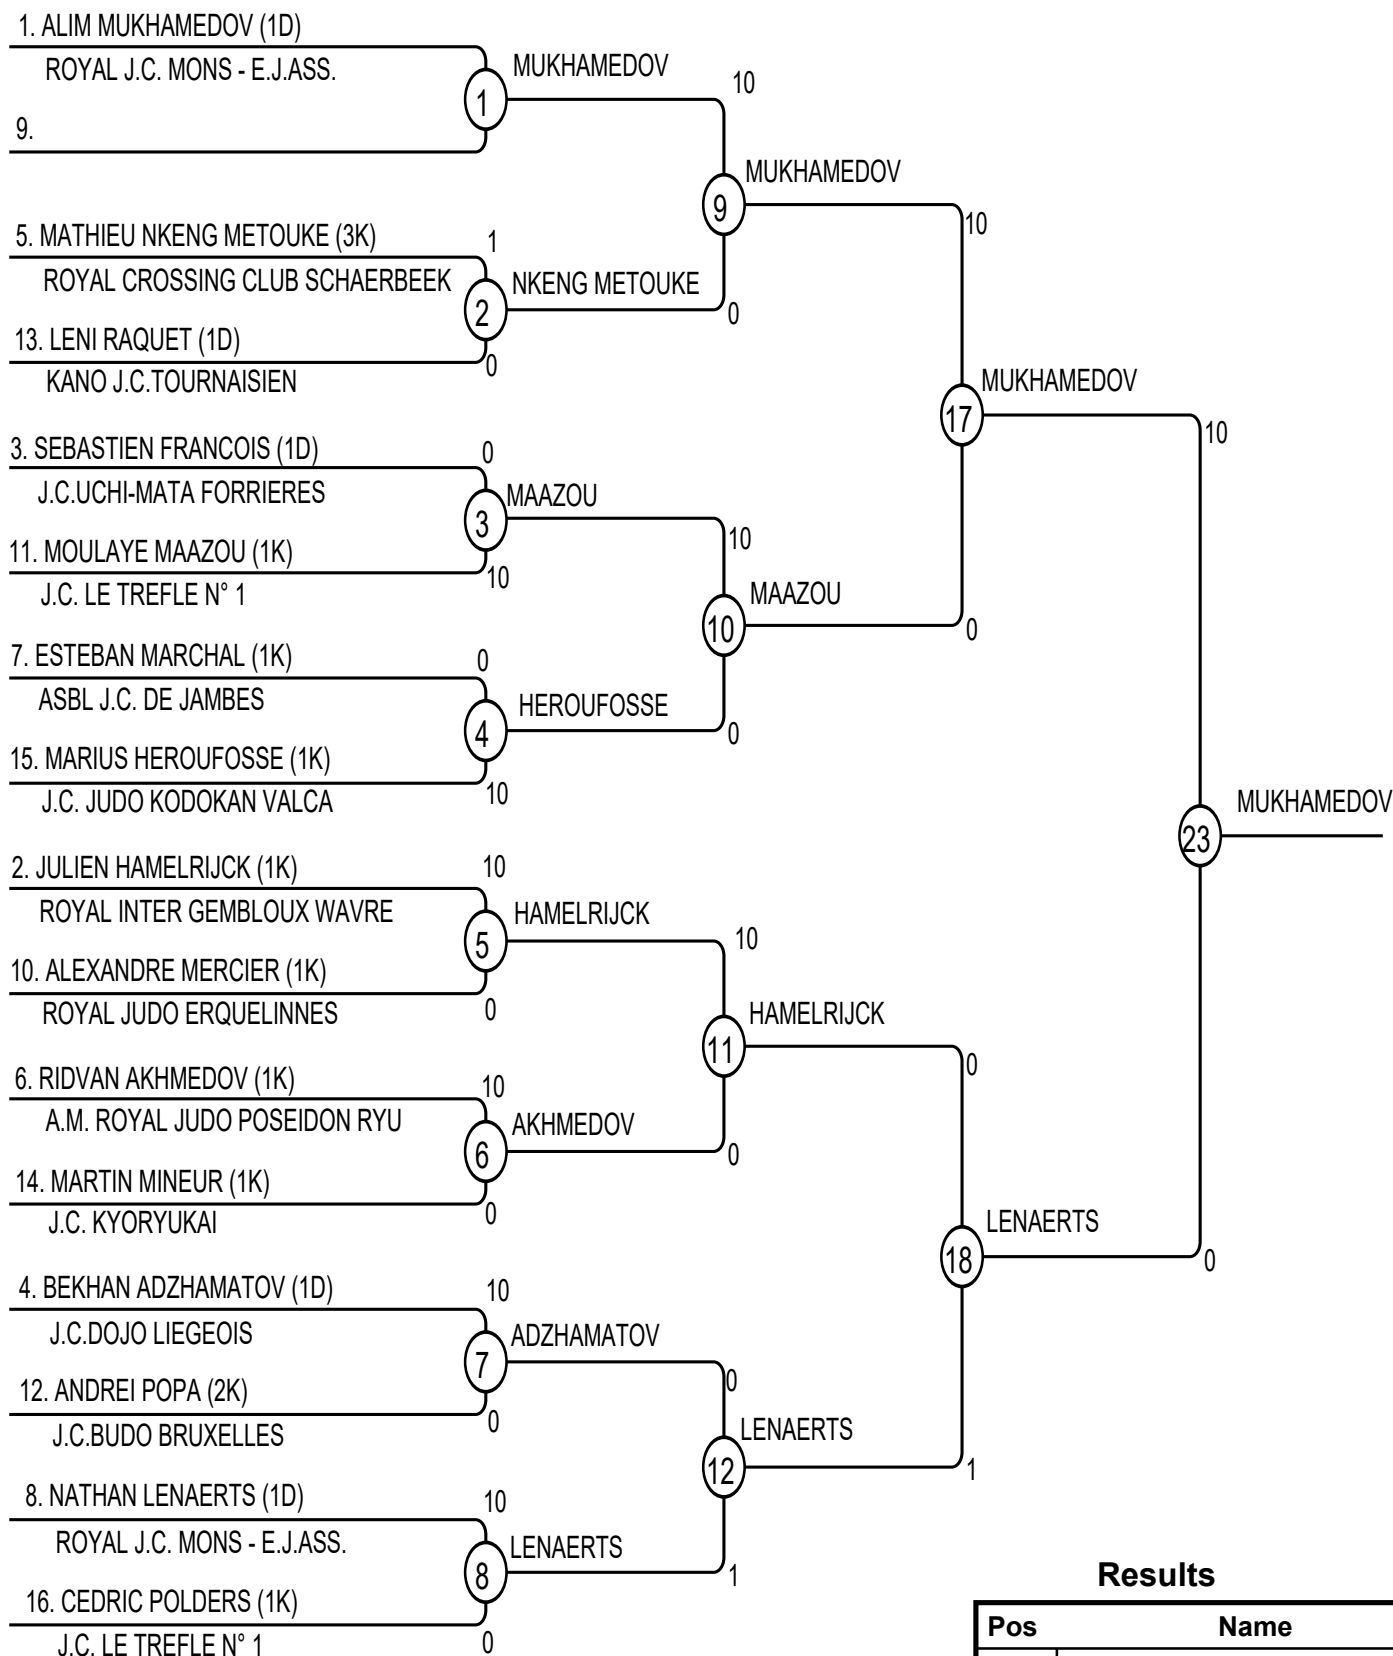 1. ALIM MUKHAMEDOV (1D)
ROYAL J.C. MONS - E.J.ASS.
9.
1
MUKHAMEDOV
10
5. MATHIEU NKENG METOUKE (3K)
1
ROYAL CROSSING CLUB SCHAERBEEK
2
NKENG METOUKE
0
13. LENI RAQUET (1D)
0
KANO J.C.TOURNAISIEN
9
MUKHAMEDOV
10
3. SEBASTIEN FRANCOIS (1D)
0
J.C.UCHI-MATA FORRIERES
3
MAAZOU
10
11. MOULAYE MAAZOU (1K)
10
J.C. LE TREFLE N° 1
7. ESTEBAN MARCHAL (1K)
0
ASBL J.C. DE JAMBES
4
HEROUFOSSE
0
15. MARIUS HEROUFOSSE (1K)
10
J.C. JUDO KODOKAN VALCA
10
MAAZOU
0
17
MUKHAMEDOV
10
2. JULIEN HAMELRIJCK (1K)
10
ROYAL INTER GEMBLOUX WAVRE
5
HAMELRIJCK
10
10. ALEXANDRE MERCIER (1K)
0
ROYAL JUDO ERQUELINNES
6. RIDVAN AKHMEDOV (1K)
10
A.M. ROYAL JUDO POSEIDON RYU
6
AKHMEDOV
0
14. MARTIN MINEUR (1K)
0
J.C. KYORYUKAI
11
HAMELRIJCK
0
4. BEKHAN ADZHAMATOV (1D)
10
J.C.DOJO LIEGEOIS
7
ADZHAMATOV
0
12. ANDREI POPA (2K)
0
J.C.BUDO BRUXELLES
8. NATHAN LENAERTS (1D)
10
ROYAL J.C. MONS - E.J.ASS.
8
LENAERTS
1
16. CEDRIC POLDERS (1K)
0
J.C. LE TREFLE N° 1
12
LENAERTS
1
18
LENAERTS
0
23
MUKHAMEDOV
Results
Pos Name